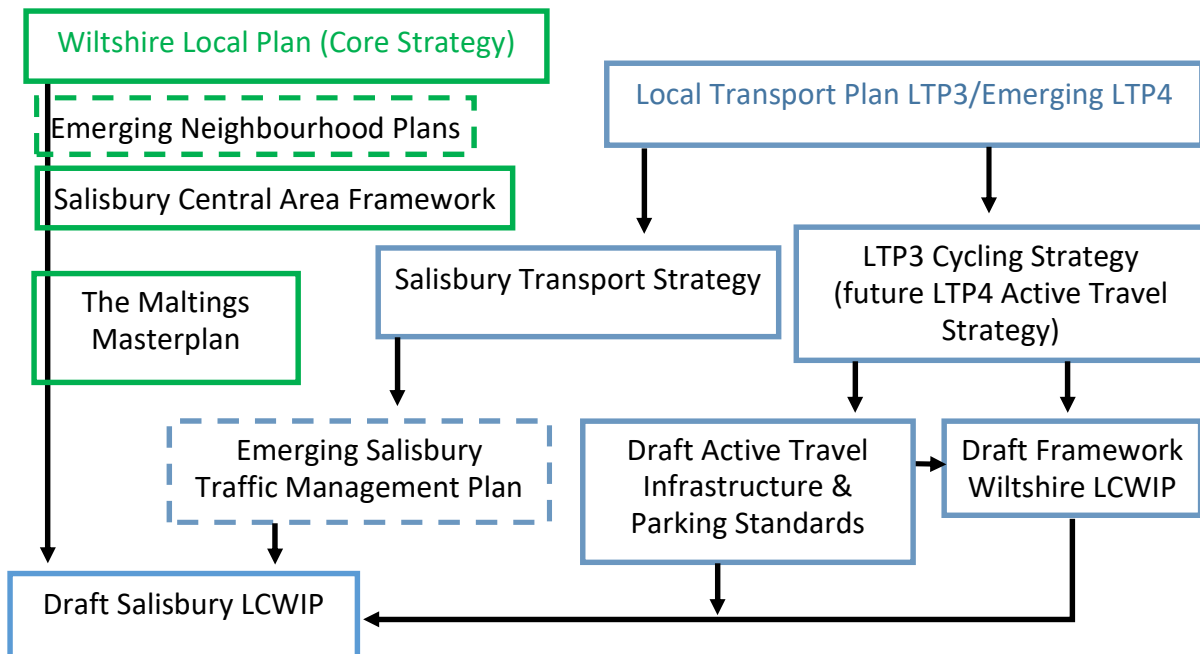 Wiltshire Local Plan (Core Strategy)
Local Transport Plan LTP3/Emerging LTP4
Emerging Neighbourhood Plans
Salisbury Central Area Framework
Salisbury Transport Strategy
LTP3 Cycling Strategy
(future LTP4 Active Travel
Strategy)
The Maltings
Masterplan
Emerging Salisbury
Traffic Management Plan
Draft Active Travel
Infrastructure &
Parking Standards
Draft Framework
Wiltshire LCWIP
Draft Salisbury LCWIP